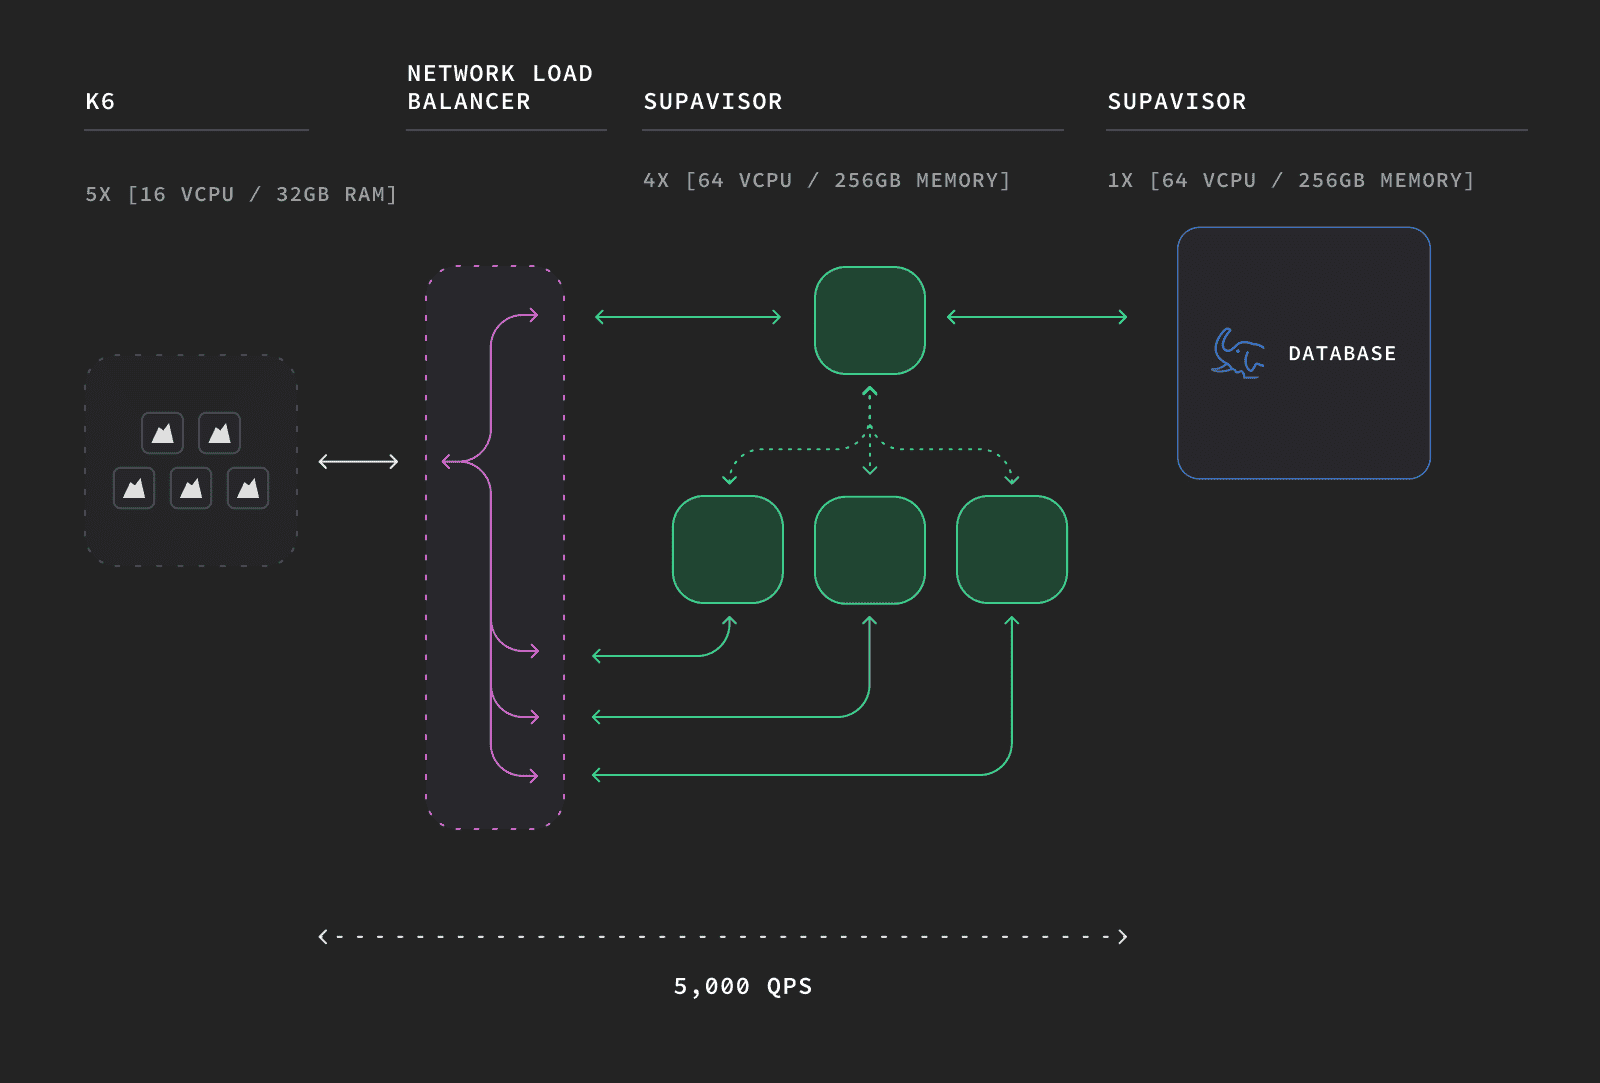 K6
NETWORK LOAD
BALANCER
SUPAVISOR
SUPAVISOR
5X [16 VCPU / 32GB RAM]
4X [64 VCPU / 256GB MEMORY]
1X [64 VCPU / 256GB MEMORY]
DATABASE
5,000 QPS